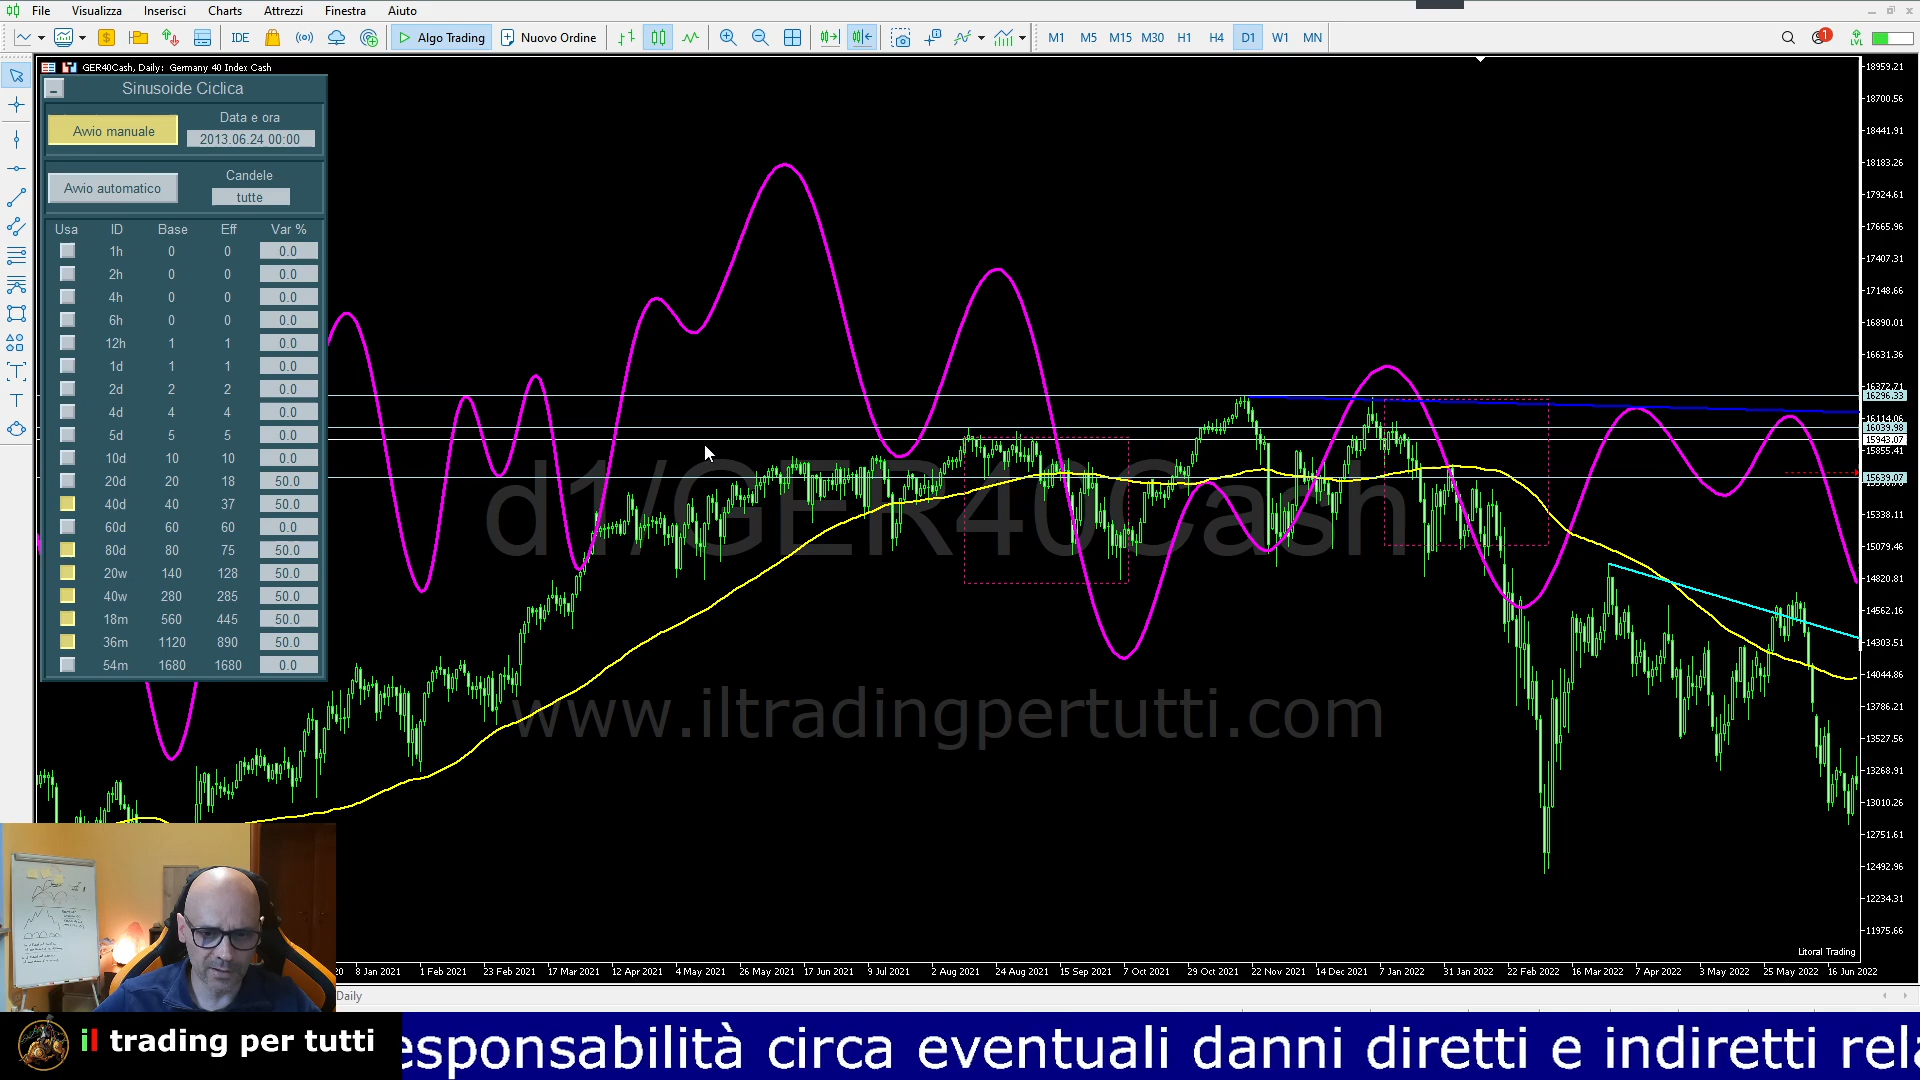 File Visualizza Inserisci Charts Attrezzi Finestra Aiuto
IDE Algo Trading Nuovo Ordine M1 M5 M15 M30 H1 H4 D1 W1 MN 1 LVL
GER40Cash, Daily: Germany 40 Index Cash
Sinusoide Ciclica
Avvio manuale
Data e ora
2013.06.24 00:00
Avvio automatico
Candele
tutte
Usa ID Base Eff Var %
1h 0 0 0.0
2h 0 0 0.0
4h 0 0 0.0
6h 0 0 0.0
12h 1 1 0.0
1d 1 1 0.0
2d 2 2 0.0
4d 4 4 0.0
5d 5 5 0.0
10d 10 10 0.0
20d 20 18 50.0
40d 40 37 50.0
60d 60 60 0.0
80d 80 75 50.0
20w 140 128 50.0
40w 280 285 50.0
18m 560 445 50.0
36m 1120 890 50.0
54m 1680 1680 0.0
d1/GER40Cash
www.iltradingpertutti.com
18959.21
18700.56
18441.91
18183.26
17924.61
17665.96
17407.31
17148.66
16890.01
16631.36
16372.71
16296.33
16114.06
16039.98
15943.07
15855.41
15639.07
15338.11
15079.46
14820.81
14562.16
14303.51
14044.86
13786.21
13527.56
13268.91
13010.26
12751.61
12492.96
12234.31
11975.66
Litoral Trading
20 8 Jan 2021 1 Feb 2021 23 Feb 2021 17 Mar 2021 12 Apr 2021 4 May 2021 26 May 2021 17 Jun 2021 9 Jul 2021 2 Aug 2021 24 Aug 2021 15 Sep 2021 7 Oct 2021 29 Oct 2021 22 Nov 2021 14 Dec 2021 7 Jan 2022 31 Jan 2022 22 Feb 2022 16 Mar 2022 7 Apr 2022 3 May 2022 25 May 2022 16 Jun 2022
Daily
il trading per tutti
esponsabilità circa eventuali danni diretti e indiretti rela